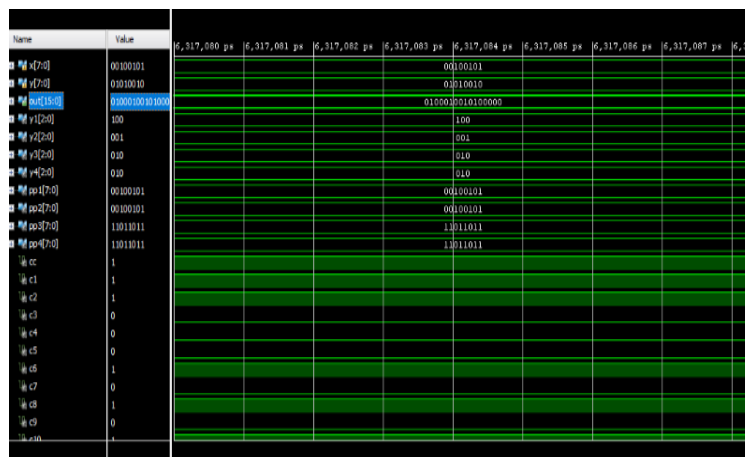 Name Value 6,317,080 ps 6,317,081 ps 6,317,082 ps 6,317,083 ps 6,317,084 ps 6,317,085 ps 6,317,086 ps 6,317,087 ps
x[7:0] 00100101 00100101
y[7:0] 01010010 01010010
out[15:0] 0100010010100 0100010010100000
y1[2:0] 100 100
y2[2:0] 001 001
y3[2:0] 010 010
y4[2:0] 010 010
pp1[7:0] 00100101 00100101
pp2[7:0] 00100101 00100101
pp3[7:0] 11011011 11011011
pp4[7:0] 11011011 11011011
cc 1
c1 1
c2 1
c3 0
c4 0
c5 0
c6 1
c7 0
c8 1
c9 0
c10 1